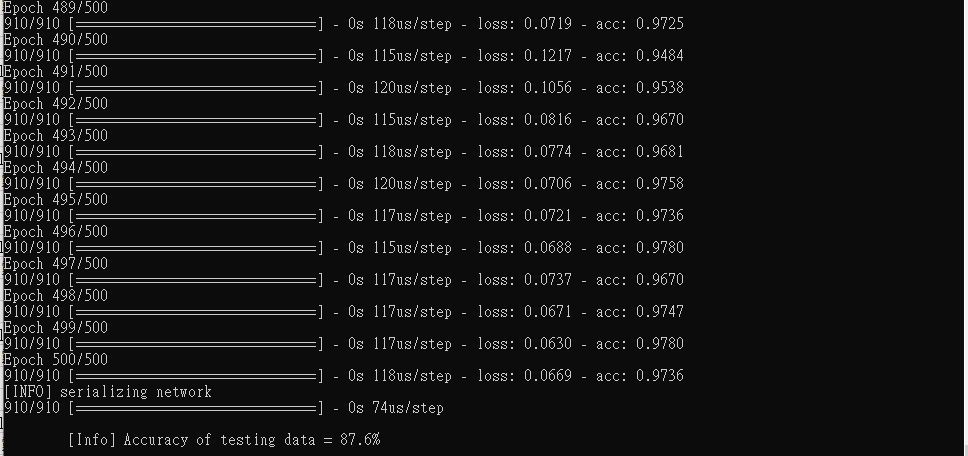 Epoch 489/500
910/910 [==============================] - 0s 118us/step - loss: 0.0719 - acc: 0.9725
Epoch 490/500
910/910 [==============================] - 0s 115us/step - loss: 0.1217 - acc: 0.9484
Epoch 491/500
910/910 [==============================] - 0s 120us/step - loss: 0.1056 - acc: 0.9538
Epoch 492/500
910/910 [==============================] - 0s 115us/step - loss: 0.0816 - acc: 0.9670
Epoch 493/500
910/910 [==============================] - 0s 118us/step - loss: 0.0774 - acc: 0.9681
Epoch 494/500
910/910 [==============================] - 0s 120us/step - loss: 0.0706 - acc: 0.9758
Epoch 495/500
910/910 [==============================] - 0s 117us/step - loss: 0.0721 - acc: 0.9736
Epoch 496/500
910/910 [==============================] - 0s 115us/step - loss: 0.0688 - acc: 0.9780
Epoch 497/500
910/910 [==============================] - 0s 117us/step - loss: 0.0737 - acc: 0.9670
Epoch 498/500
910/910 [==============================] - 0s 117us/step - loss: 0.0671 - acc: 0.9747
Epoch 499/500
910/910 [==============================] - 0s 117us/step - loss: 0.0630 - acc: 0.9780
Epoch 500/500
910/910 [==============================] - 0s 118us/step - loss: 0.0669 - acc: 0.9736
[INFO] serializing network
910/910 [==============================] - 0s 74us/step
[Info] Accuracy of testing data = 87.6%